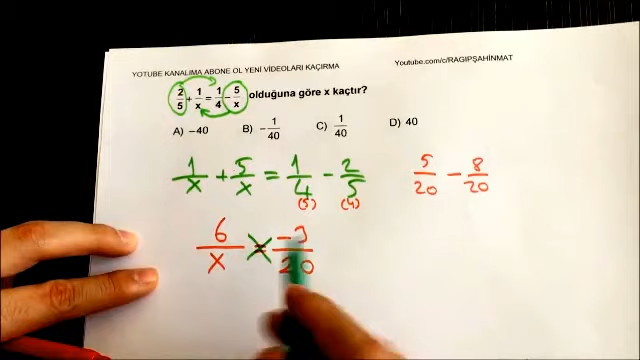 YOTUBE KANALIMA ABONE OL YENİ VİDEOLARI KAÇIRMA Youtube.com/c/RAGIPŞAHİNMAT
2/5 + 1/x = 1/4 - 5/x olduğuna göre x kaçtır?
A) -40 B) -1/40 C) 1/40 D) 40
1/x + 5/x = 1/4 - 2/5 5/20 - 8/20
(5) (4)
6/x = -3/20